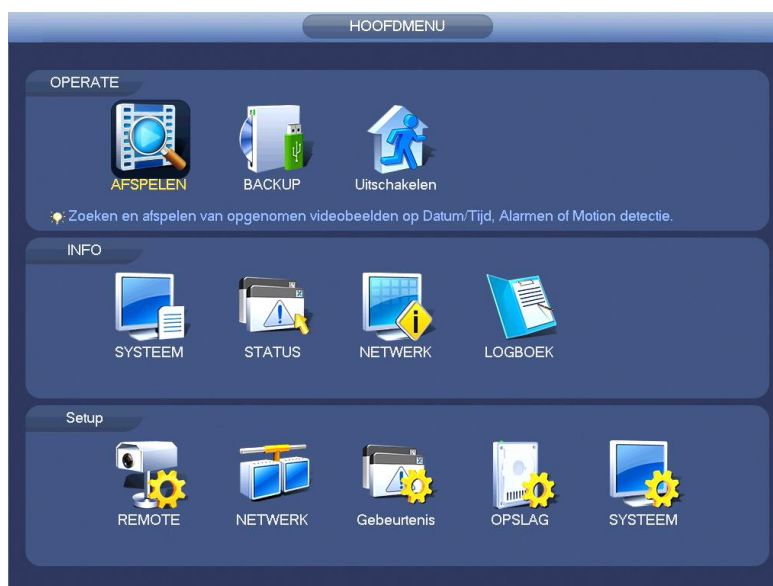 HOOFDMENU
OPERATE
AFSPELEN BACKUP Uitschakelen
Zoeken en afspelen van opgenomen videobeelden op Datum/Tijd, Alarmen of Motion detectie.
INFO
SYSTEEM STATUS NETWERK LOGBOEK
Setup
REMOTE NETWERK Gebeurtenis OPSLAG SYSTEEM